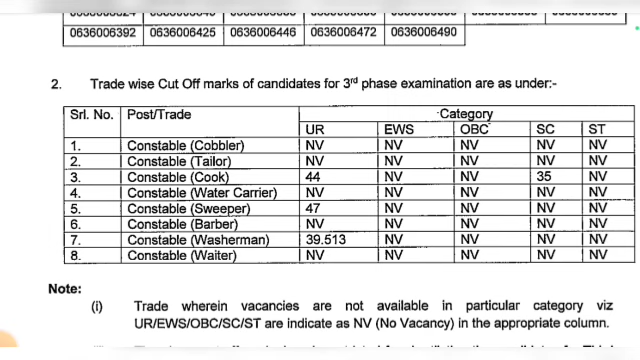 0636006392 0636006425 0636006446 0636006472 0636006490
2. Trade wise Cut Off marks of candidates for 3rd phase examination are as under:-
Srl. No. Post/Trade Category
UR EWS OBC SC ST
1. Constable (Cobbler) NV NV NV NV NV
2. Constable (Tailor) NV NV NV NV NV
3. Constable (Cook) 44 NV NV 35 NV
4. Constable (Water Carrier) NV NV NV NV NV
5. Constable (Sweeper) 47 NV NV NV NV
6. Constable (Barber) NV NV NV NV NV
7. Constable (Washerman) 39.513 NV NV NV NV
8. Constable (Waiter) NV NV NV NV NV
Note:
(i) Trade wherein vacancies are not available in particular category viz
UR/EWS/OBC/SC/ST are indicate as NV (No Vacancy) in the appropriate column.